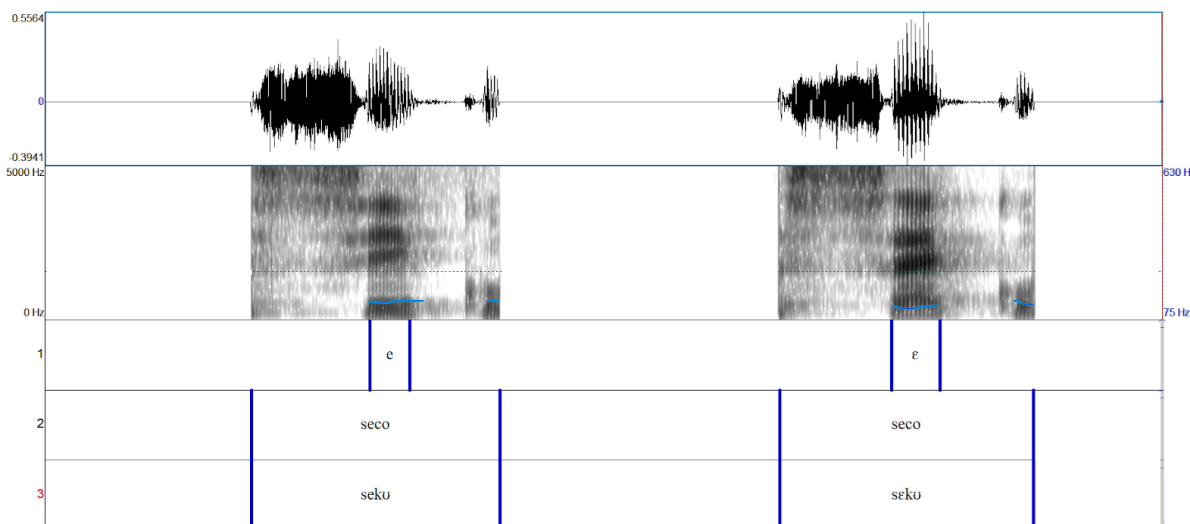 0.5564
0
-0.3941
5000 Hz
630 H
0 Hz
75 Hz
1 e ɛ
2 seco seco
3 sekʊ sɛkʊ